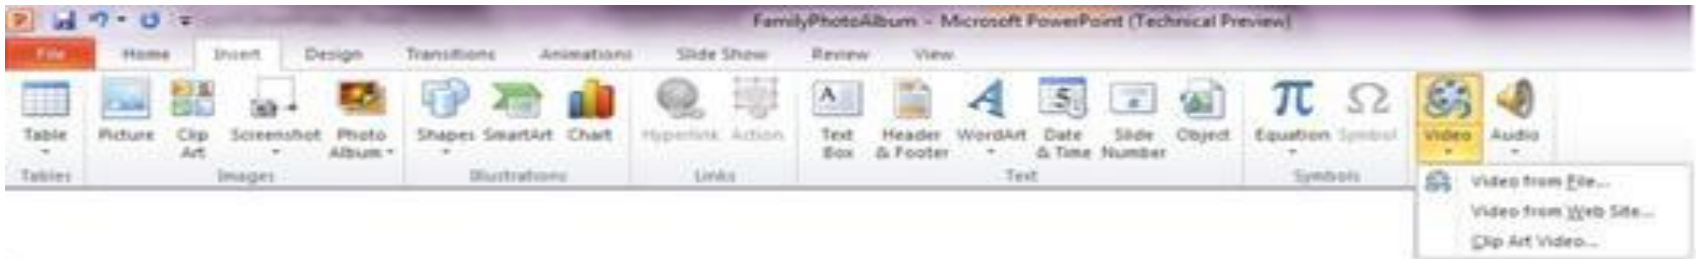 FamilyPhotoAlbum - Microsoft PowerPoint (Technical Preview)
File Home Insert Design Transitions Animations Slide Show Review View
Table Picture Clip Art Screenshot Photo Album Shapes SmartArt Chart Hyperlink Action Text Box Header & Footer WordArt Date & Time Slide Number Object Equation Symbol Video Audio
Tables Images Illustrations Links Text Symbols
Video from File...
Video from Web Site...
Clip Art Video...